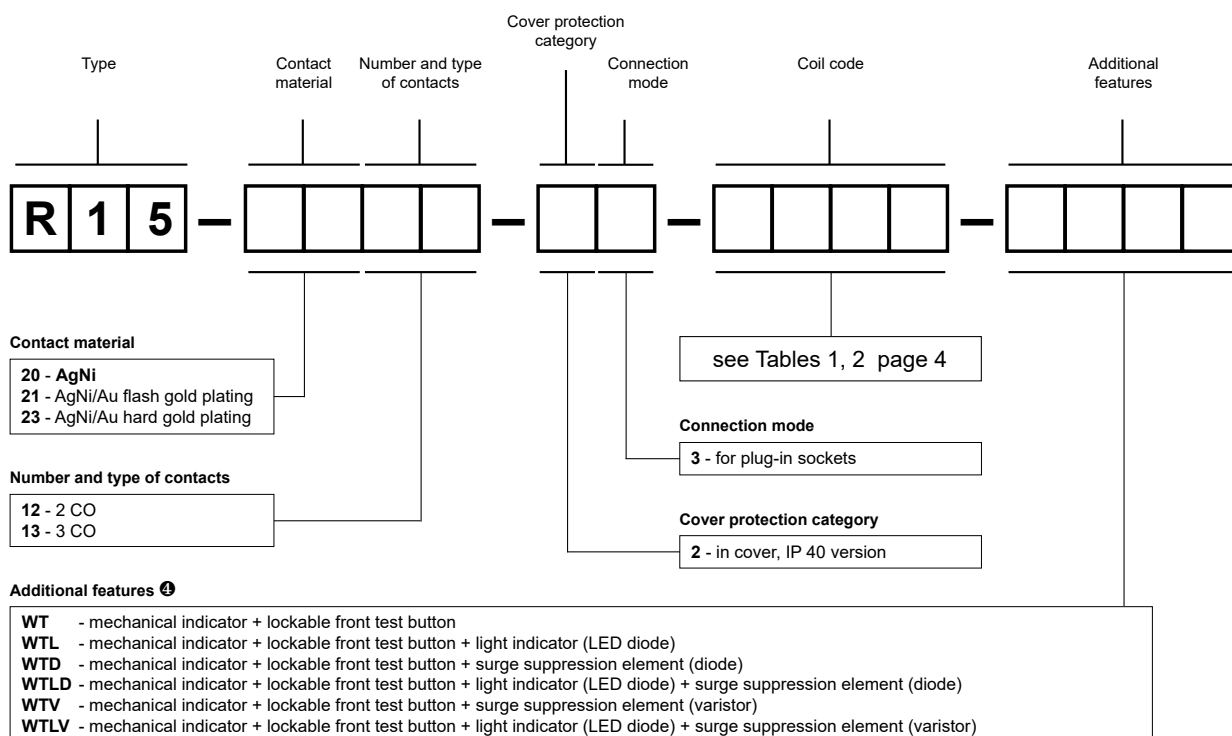 Cover protection
category
Type
Contact
material
Number and type
of contacts
Connection
mode
Coil code
Additional
features
R 1 5 – – – –
Contact material
20 - AgNi
21 - AgNi/Au flash gold plating
23 - AgNi/Au hard gold plating
see Tables 1, 2 page 4
Connection mode
3 - for plug-in sockets
Number and type of contacts
12 - 2 CO
13 - 3 CO
Cover protection category
2 - in cover, IP 40 version
Additional features ❹
WT - mechanical indicator + lockable front test button
WTL - mechanical indicator + lockable front test button + light indicator (LED diode)
WTD - mechanical indicator + lockable front test button + surge suppression element (diode)
WTLD - mechanical indicator + lockable front test button + light indicator (LED diode) + surge suppression element (diode)
WTV - mechanical indicator + lockable front test button + surge suppression element (varistor)
WTLV - mechanical indicator + lockable front test button + light indicator (LED diode) + surge suppression element (varistor)